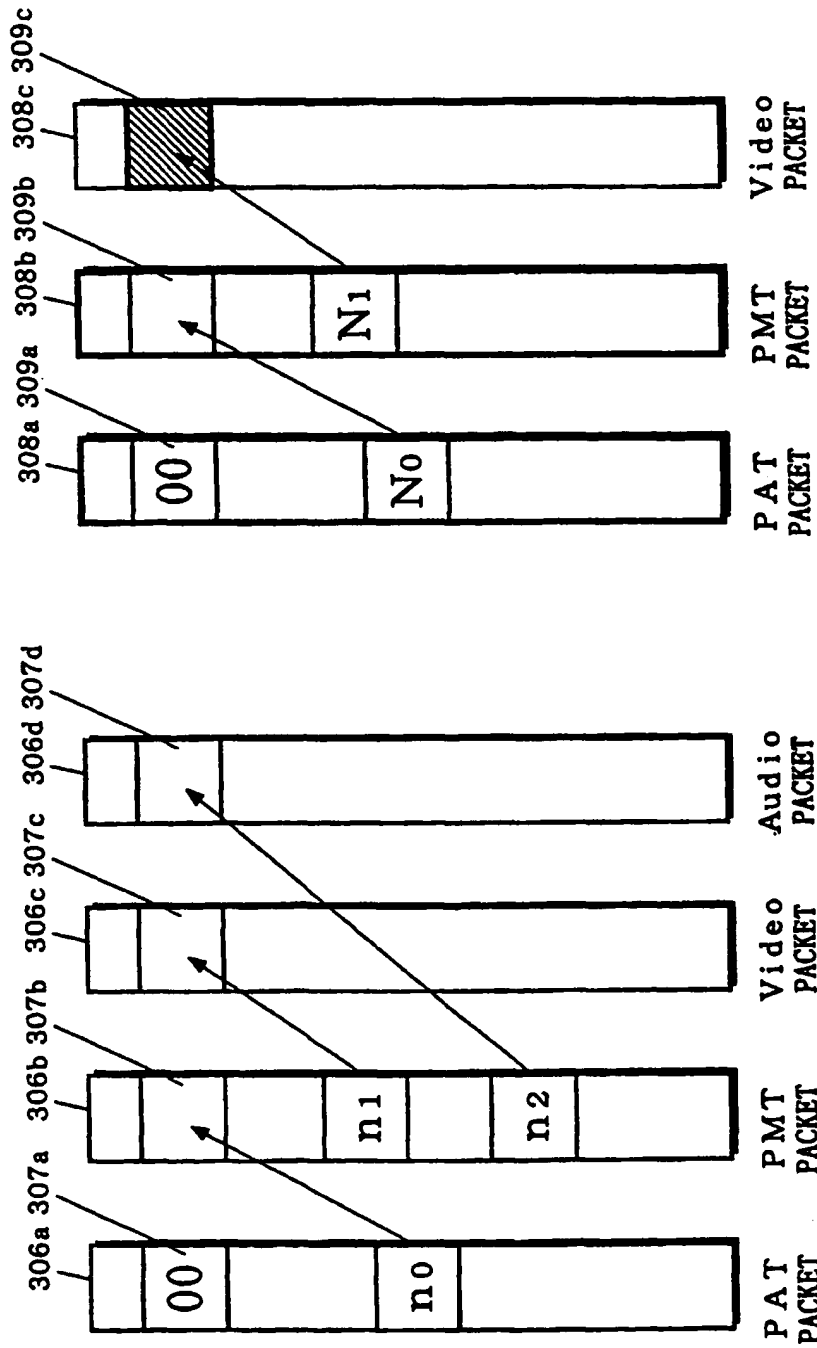 306a 307a 306b 307b 306c 307c 306d 307d
00
n0
n1
n2
PAT
PACKET
PMT
PACKET
Video
PACKET
Audio
PACKET
308a 309a 308b 309b 308c 309c
00
N0
N1
PAT
PACKET
PMT
PACKET
Video
PACKET